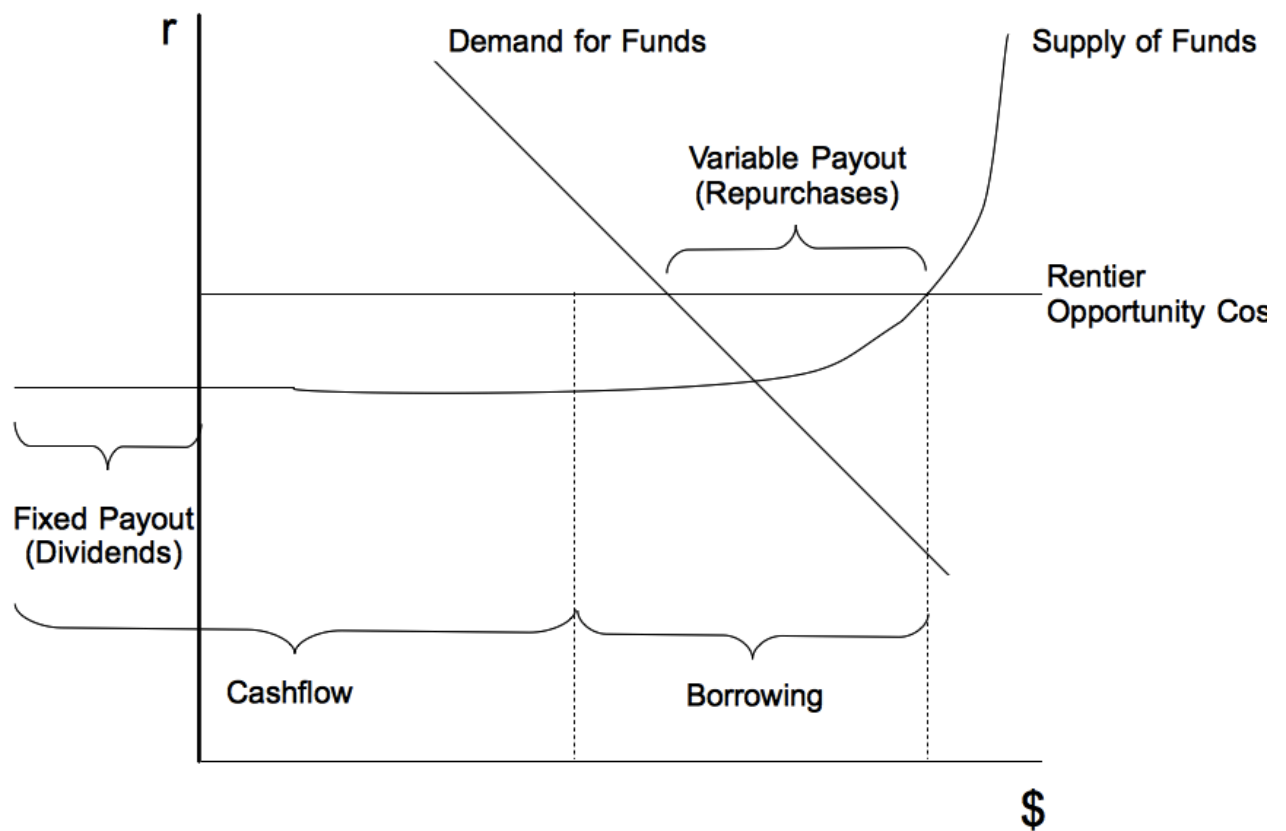 r
Demand for Funds
Supply of Funds
Variable Payout
(Repurchases)
Rentier
Opportunity Cos
Fixed Payout
(Dividends)
Cashflow
Borrowing
$